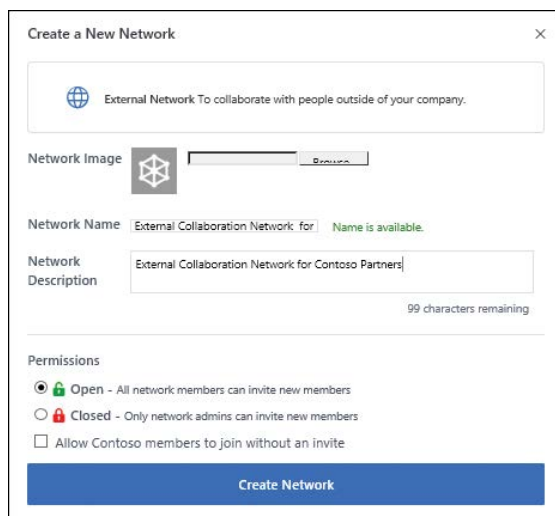 Create a New Network
External Network To collaborate with people outside of your company.
Network Image
Browse
Network Name External Collaboration Network for Name is available.
Network
Description
External Collaboration Network for Contoso Partners
99 characters remaining
Permissions
Open - All network members can invite new members
Closed - Only network admins can invite new members
Allow Contoso members to join without an invite
Create Network